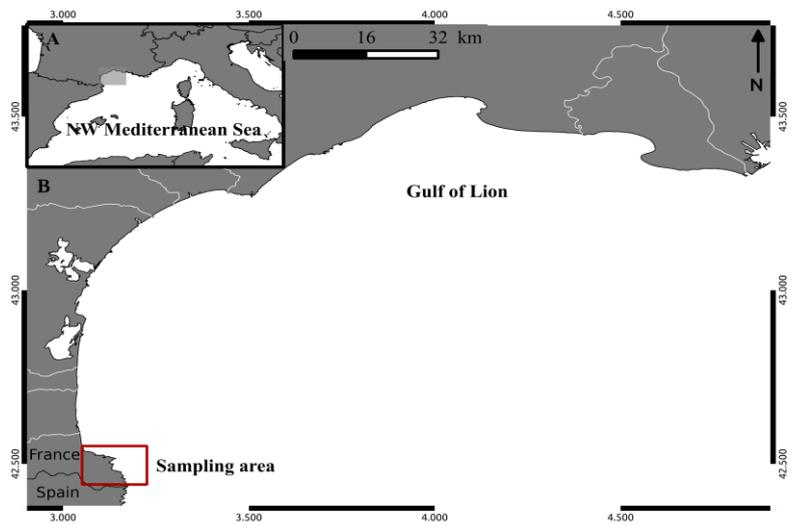 3.000 3.500 4.000 4.500
A
0 16 32 km
N
43.500 43.500
NW Mediterranean Sea
B
Gulf of Lion
43.000 43.000
France
Sampling area
42.500 42.500
Spain
3.000 3.500 4.000 4.500